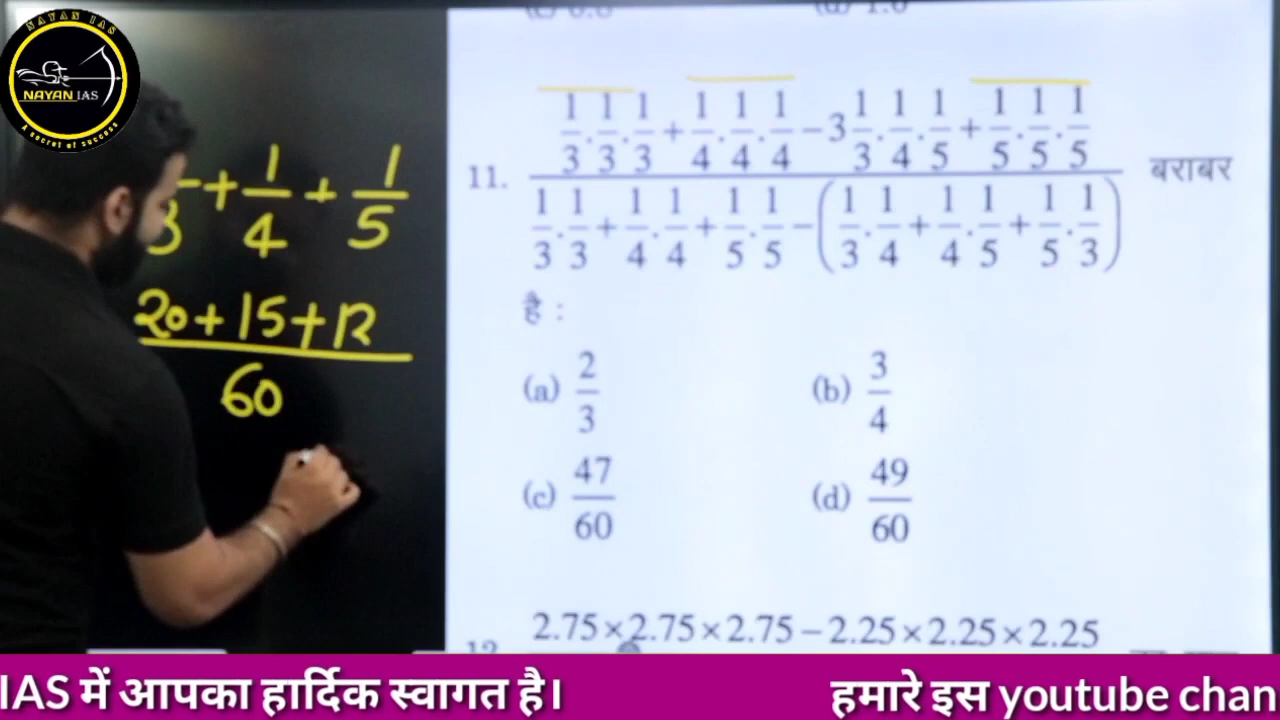 NAYAN IAS
NAYAN IAS
A secret of success
+ 1/4 + 1/5
20+15+12
60
11. (1/3.1/3.1/3+1/4.1/4.1/4−3 1/3.1/4.1/5+1/5.1/5.1/5)/(1/3.1/3+1/4.1/4+1/5.1/5−(1/3.1/4+1/4.1/5+1/5.1/3)) बराबर
है :
(a) 2/3 (b) 3/4
(c) 47/60 (d) 49/60
2.75×2.75×2.75−2.25×2.25×2.25
IAS में आपका हार्दिक स्वागत है। हमारे इस youtube chan